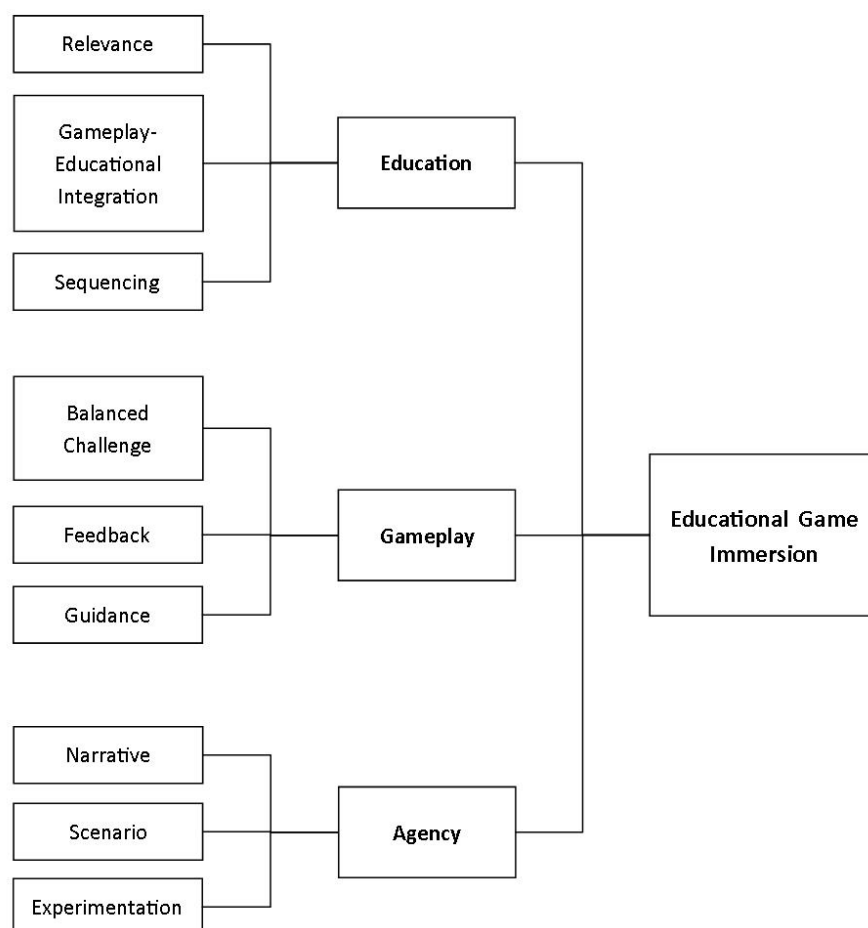 Relevance
Gameplay-
Educational
Integration
Education
Sequencing
Balanced
Challenge
Feedback
Gameplay
Guidance
Educational Game
Immersion
Narrative
Scenario
Agency
Experimentation